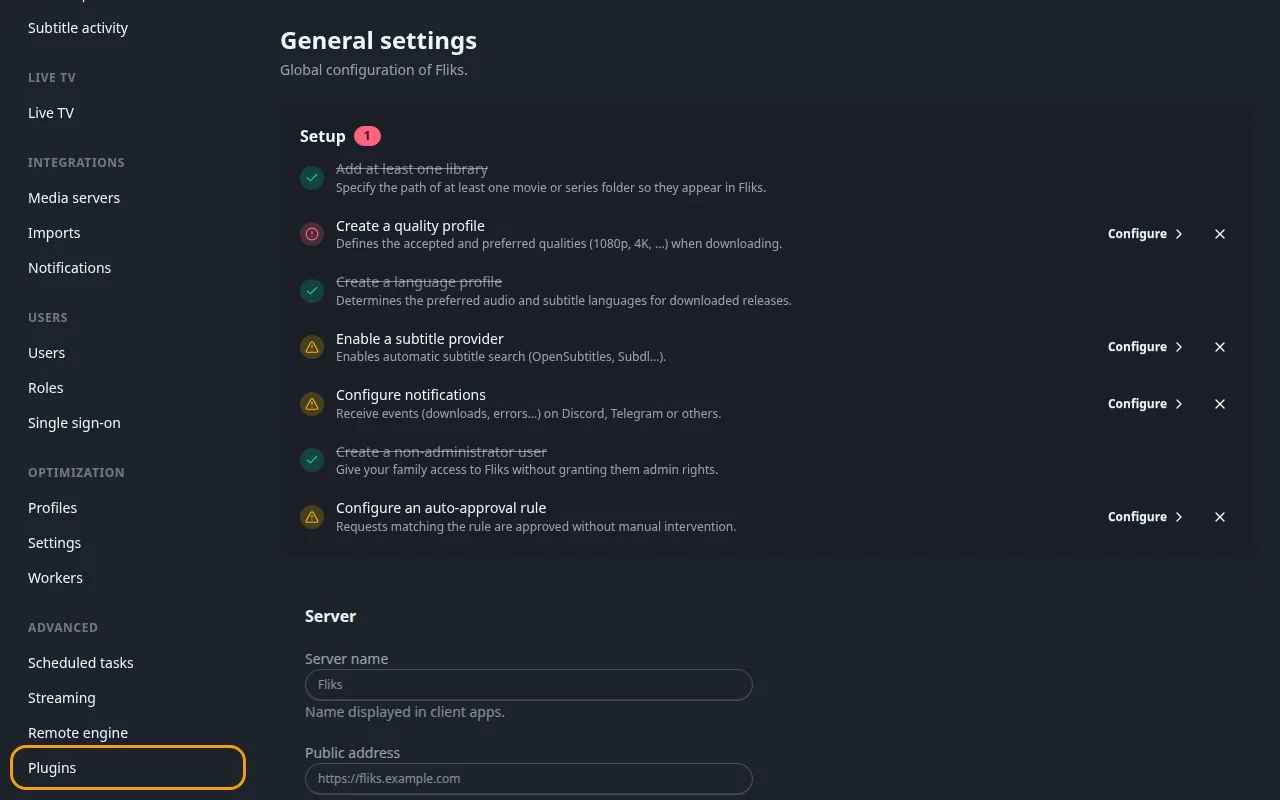 Subtitle activity
LIVE TV
Live TV
INTEGRATIONS
Media servers
Imports
Notifications
USERS
Users
Roles
Single sign-on
OPTIMIZATION
Profiles
Settings
Workers
ADVANCED
Scheduled tasks
Streaming
Remote engine
Plugins
General settings
Global configuration of Fliks.
Setup 1
Add at least one library
Specify the path of at least one movie or series folder so they appear in Fliks.
Create a quality profile
Defines the accepted and preferred qualities (1080p, 4K, ...) when downloading.
Configure
Create a language profile
Determines the preferred audio and subtitle languages for downloaded releases.
Enable a subtitle provider
Enables automatic subtitle search (OpenSubtitles, Subdl...).
Configure
Configure notifications
Receive events (downloads, errors...) on Discord, Telegram or others.
Configure
Create a non-administrator user
Give your family access to Fliks without granting them admin rights.
Configure an auto-approval rule
Requests matching the rule are approved without manual intervention.
Configure
Server
Server name
Fliks
Name displayed in client apps.
Public address
https://fliks.example.com